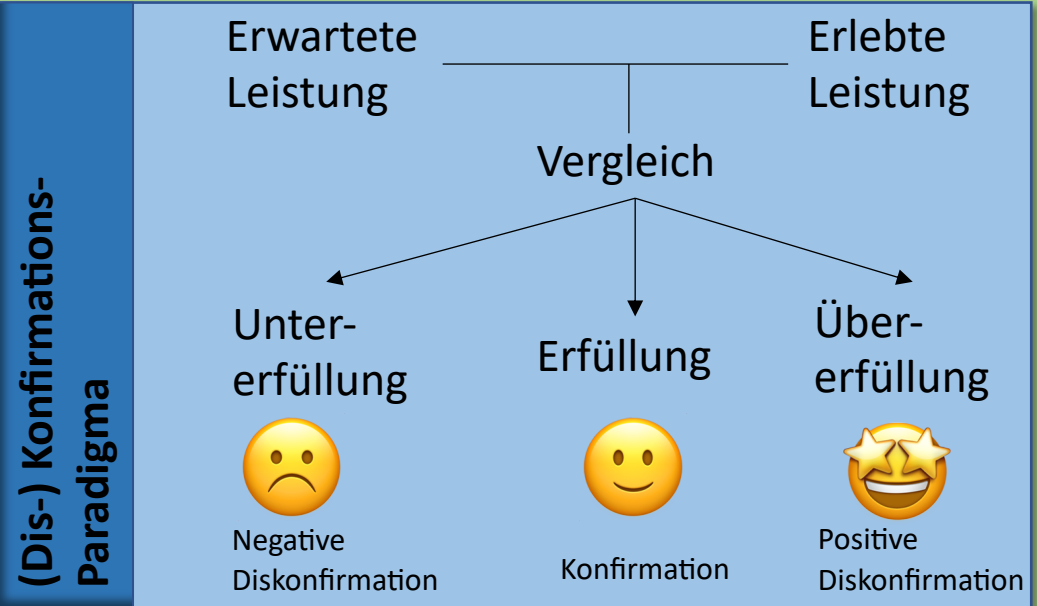 (Dis-) Konfirmations-
Paradigma
Erwartete
Leistung
Erlebte
Leistung
Vergleich
Unter-
erfüllung
Erfüllung
Über-
erfüllung
Negative
Diskonfirmation
Konfirmation
Positive
Diskonfirmation